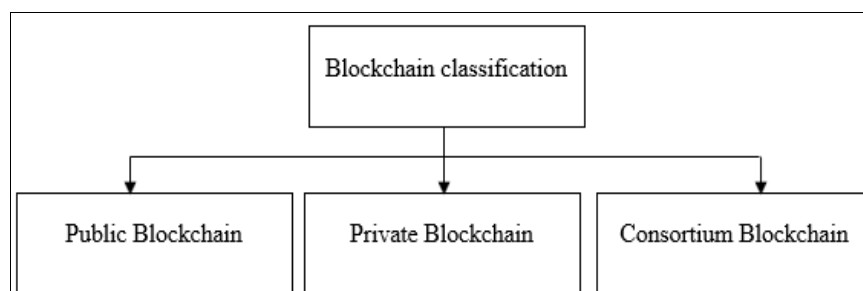 Blockchain classification
Public Blockchain
Private Blockchain
Consortium Blockchain